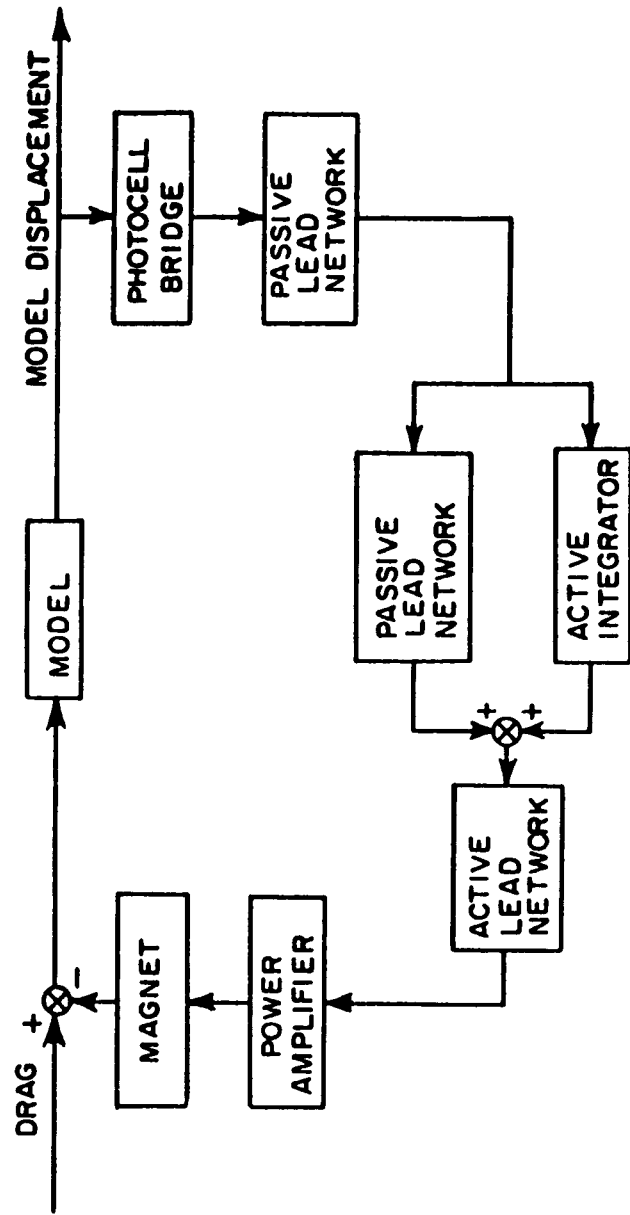 DRAG
+
−
MODEL
MODEL DISPLACEMENT
PHOTOCELL
BRIDGE
PASSIVE
LEAD
NETWORK
PASSIVE
LEAD
NETWORK
ACTIVE
INTEGRATOR
+
+
ACTIVE
LEAD
NETWORK
POWER
AMPLIFIER
MAGNET